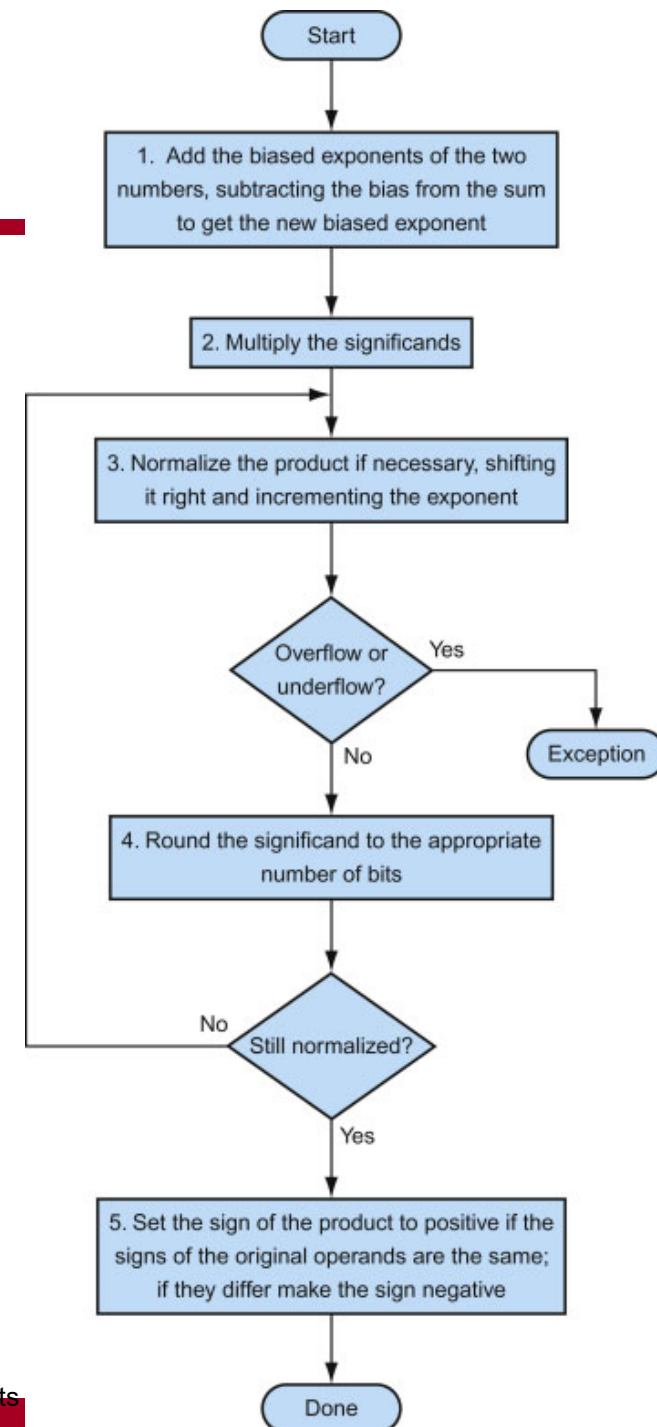 Start
1. Add the biased exponents of the two
numbers, subtracting the bias from the sum
to get the new biased exponent
2. Multiply the significands
3. Normalize the product if necessary, shifting
it right and incrementing the exponent
Overflow or
underflow?
Yes
Exception
No
4. Round the significand to the appropriate
number of bits
No
Still normalized?
Yes
5. Set the sign of the product to positive if the
signs of the original operands are the same;
if they differ make the sign negative
ts
Done